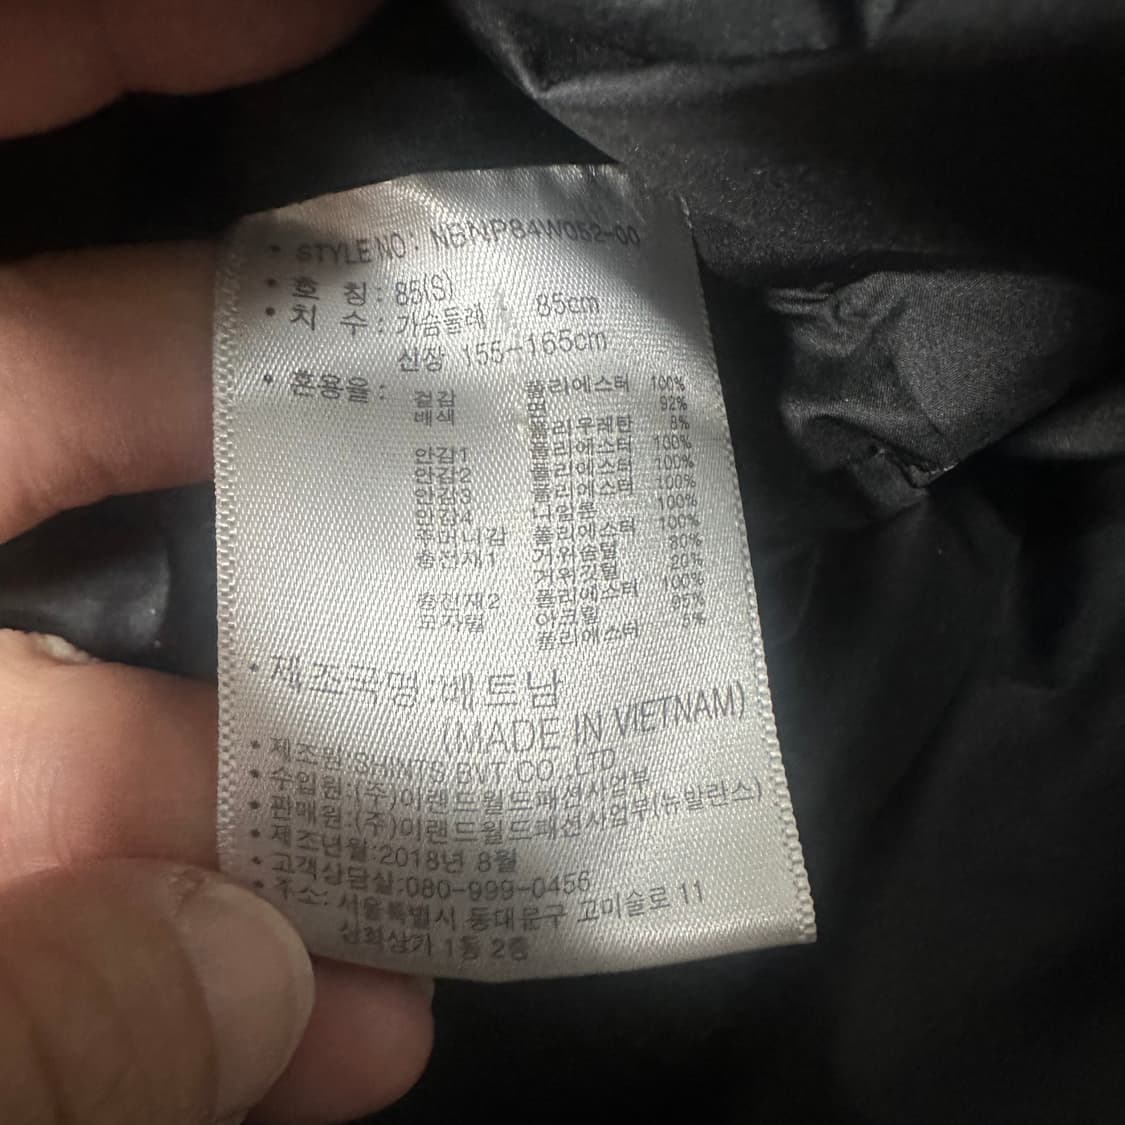 • STYLE NO : NBNP84W052-00
• 호 칭 : 85(S)
• 치 수 : 가슴둘레 85cm
신장 155-165cm
• 혼용율 : 겉감 폴리에스터 100%
배색 면 92%
폴리우레탄 8%
안감1 폴리에스터 100%
안감2 폴리에스터 100%
안감3 폴리에스터 100%
안감4 나일론 100%
주머니감 폴리에스터 100%
충전재1 거위솜털 80%
거위깃털 20%
충전재2 폴리에스터 100%
모자털 아크릴 95%
폴리에스터 5%
• 제조국명 베트남
(MADE IN VIETNAM)
• 제조원: S&INTS BVT CO.,LTD
• 수입원:(주)이랜드월드패션사업부
• 판매원:(주)이랜드월드패션사업부(뉴발란스)
• 제조년월:2018년 8월
• 고객상담실:080-999-0456
• 주소: 서울특별시 동대문구 고미술로 11
신화상가 1동 2층